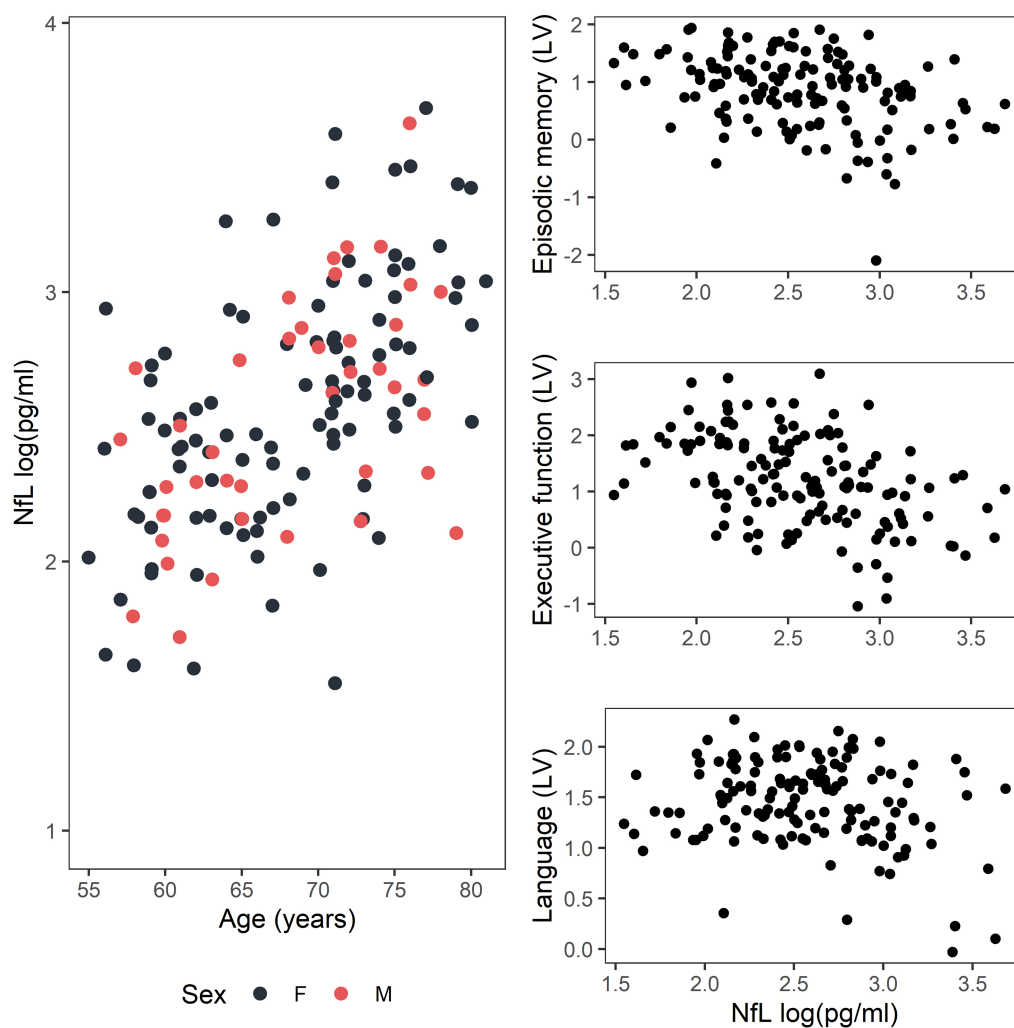 NfL log(pg/ml)
4
3
2
1
55 60 65 70 75 80
Age (years)
Sex F M
Episodic memory (LV)
2
1
0
-1
-2
1.5 2.0 2.5 3.0 3.5
Executive function (LV)
3
2
1
0
-1
1.5 2.0 2.5 3.0 3.5
Language (LV)
2.0
1.5
1.0
0.5
0.0
1.5 2.0 2.5 3.0 3.5
NfL log(pg/ml)